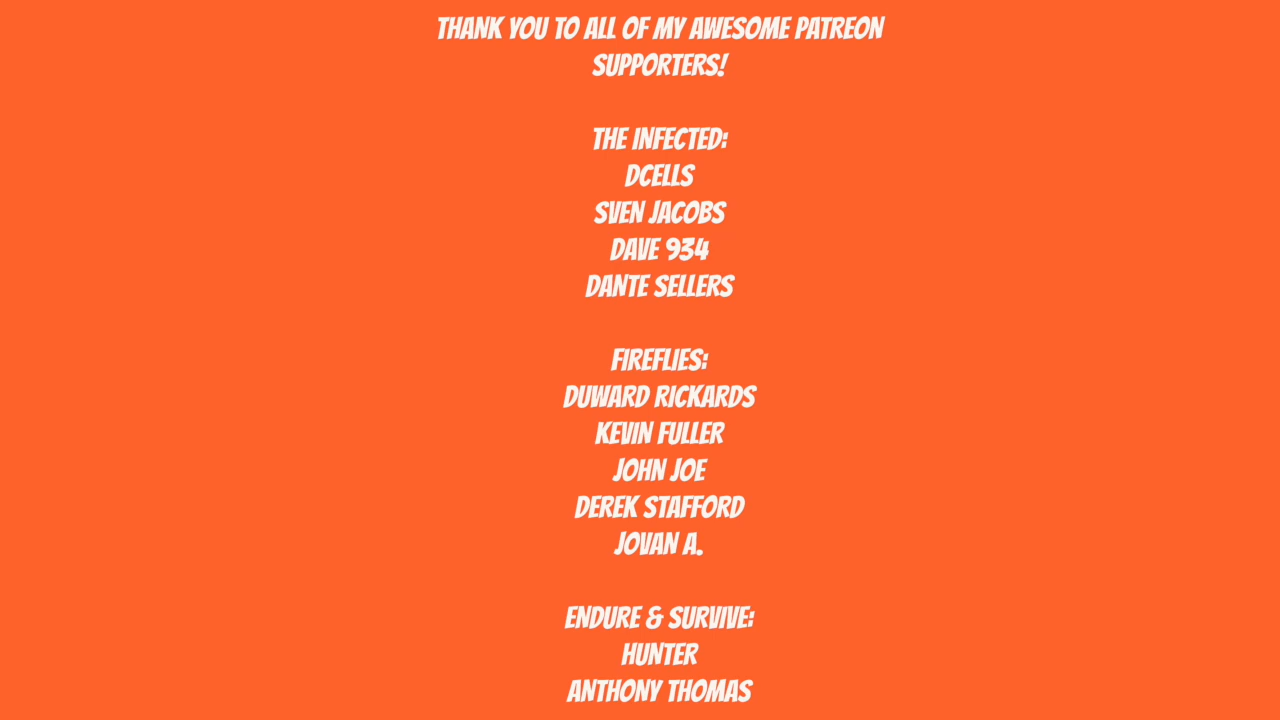 THANK YOU TO ALL OF MY AWESOME PATREON
SUPPORTERS!
THE INFECTED:
DCELLS
SVEN JACOBS
DAVE 934
DANTE SELLERS
FIREFLIES:
DUWARD RICKARDS
KEVIN FULLER
JOHN JOE
DEREK STAFFORD
JOVAN A.
ENDURE & SURVIVE:
HUNTER
ANTHONY THOMAS